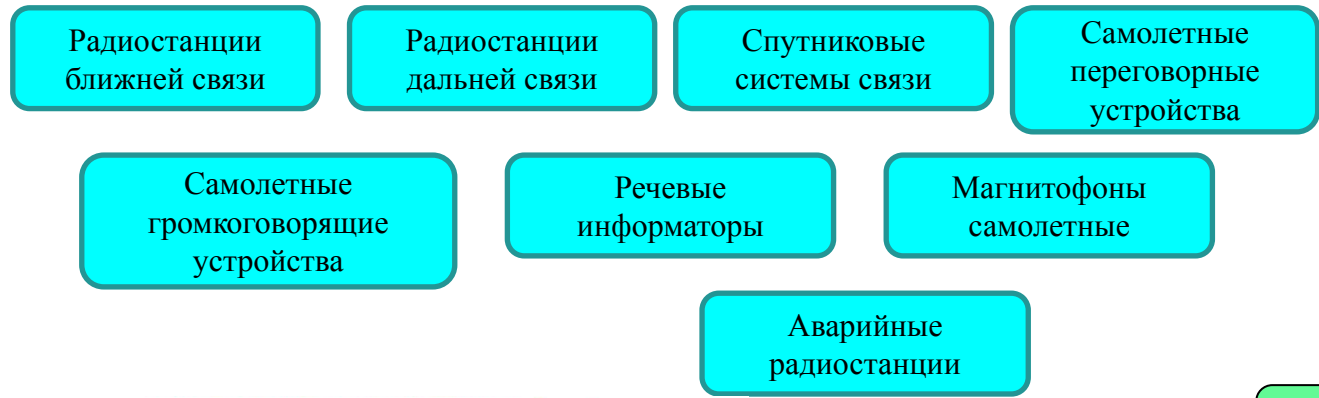 Радиостанции
ближней связи
Радиостанции
дальней связи
Спутниковые
системы связи
Самолетные
переговорные
устройства
Самолетные
громкоговорящие
устройства
Речевые
информаторы
Магнитофоны
самолетные
Аварийные
радиостанции